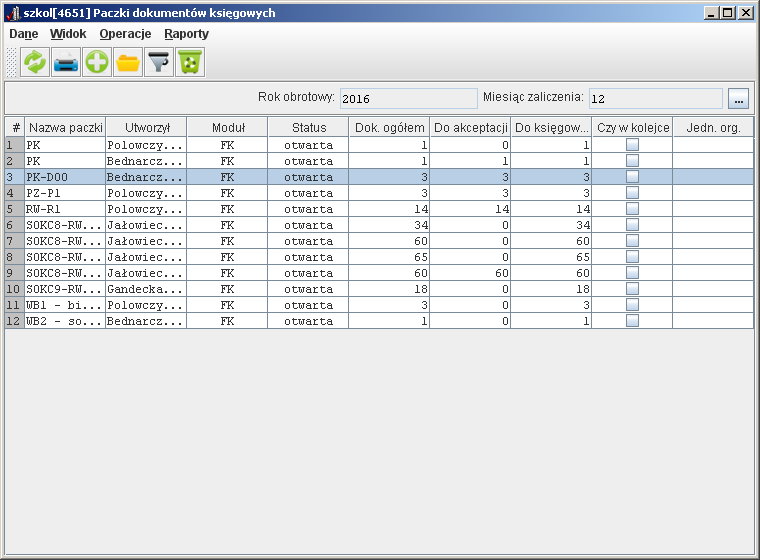 szkol[4651] Paczki dokumentów księgowych
Dane Widok Operacje Raporty
Rok obrotowy: 2016 Miesiąc zaliczenia: 12 ...
# Nazwa paczki Utworzył Moduł Status Dok. ogółem Do akceptacji Do księgow... Czy w kolejce Jedn. org.
1 PK Polowczy... FK otwarta 1 0 1
2 PK Bednarcz... FK otwarta 1 1 1
3 PK-D00 Bednarcz... FK otwarta 3 3 3
4 PZ-P1 Polowczy... FK otwarta 3 3 3
5 RW-R1 Polowczy... FK otwarta 14 14 14
6 S0KC8-RW... Jałowiec... FK otwarta 34 0 34
7 S0KC8-RW... Jałowiec... FK otwarta 60 0 60
8 S0KC8-RW... Jałowiec... FK otwarta 65 0 65
9 S0KC8-RW... Jałowiec... FK otwarta 60 60 60
10 S0KC9-RW... Gandecka... FK otwarta 18 0 18
11 WB1 - bi... Polowczy... FK otwarta 3 0 3
12 WB2 - so... Bednarcz... FK otwarta 1 0 1